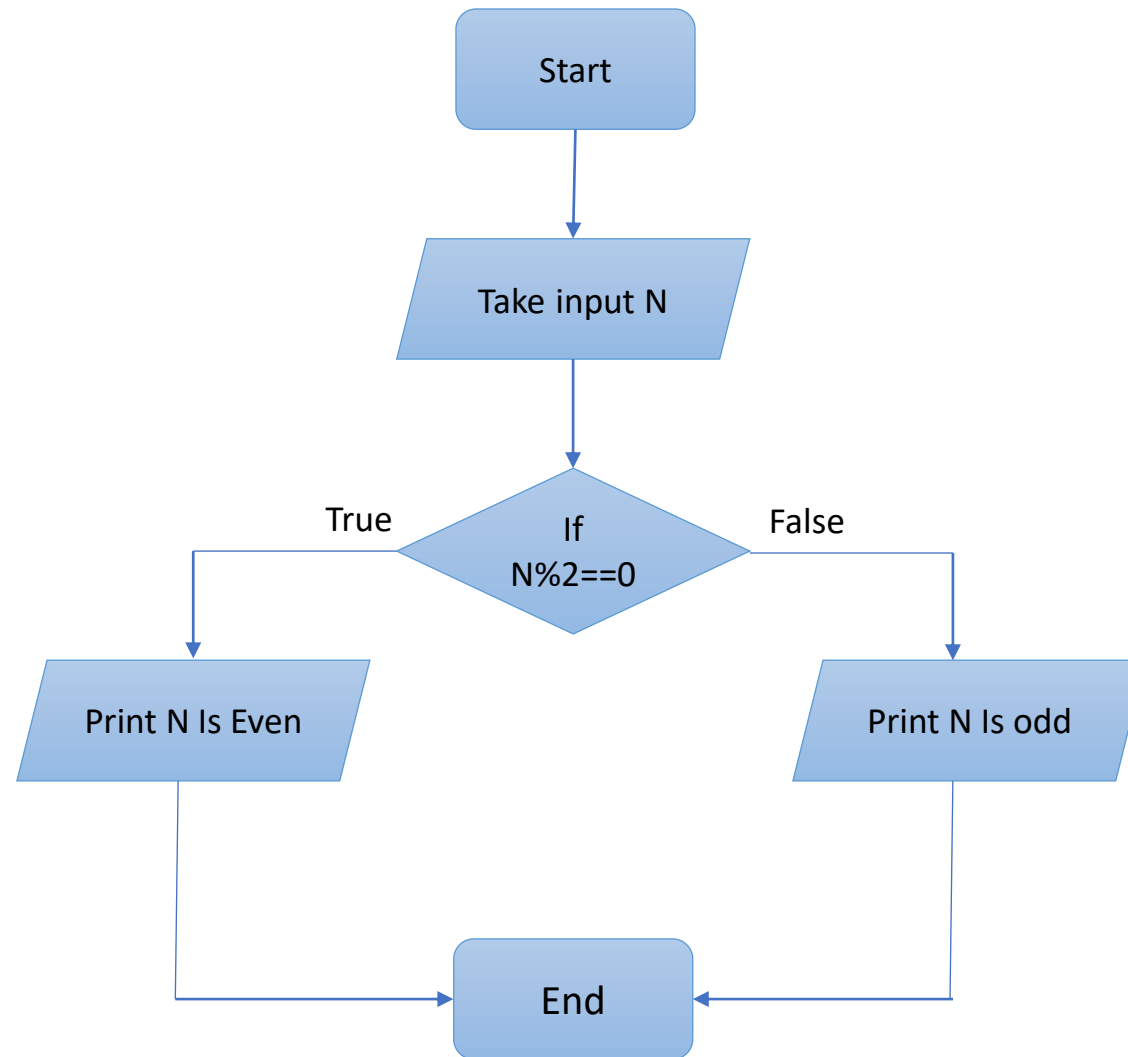 Start
Take input N
True
If
False
N%2==0
Print N Is Even
Print N Is odd
End